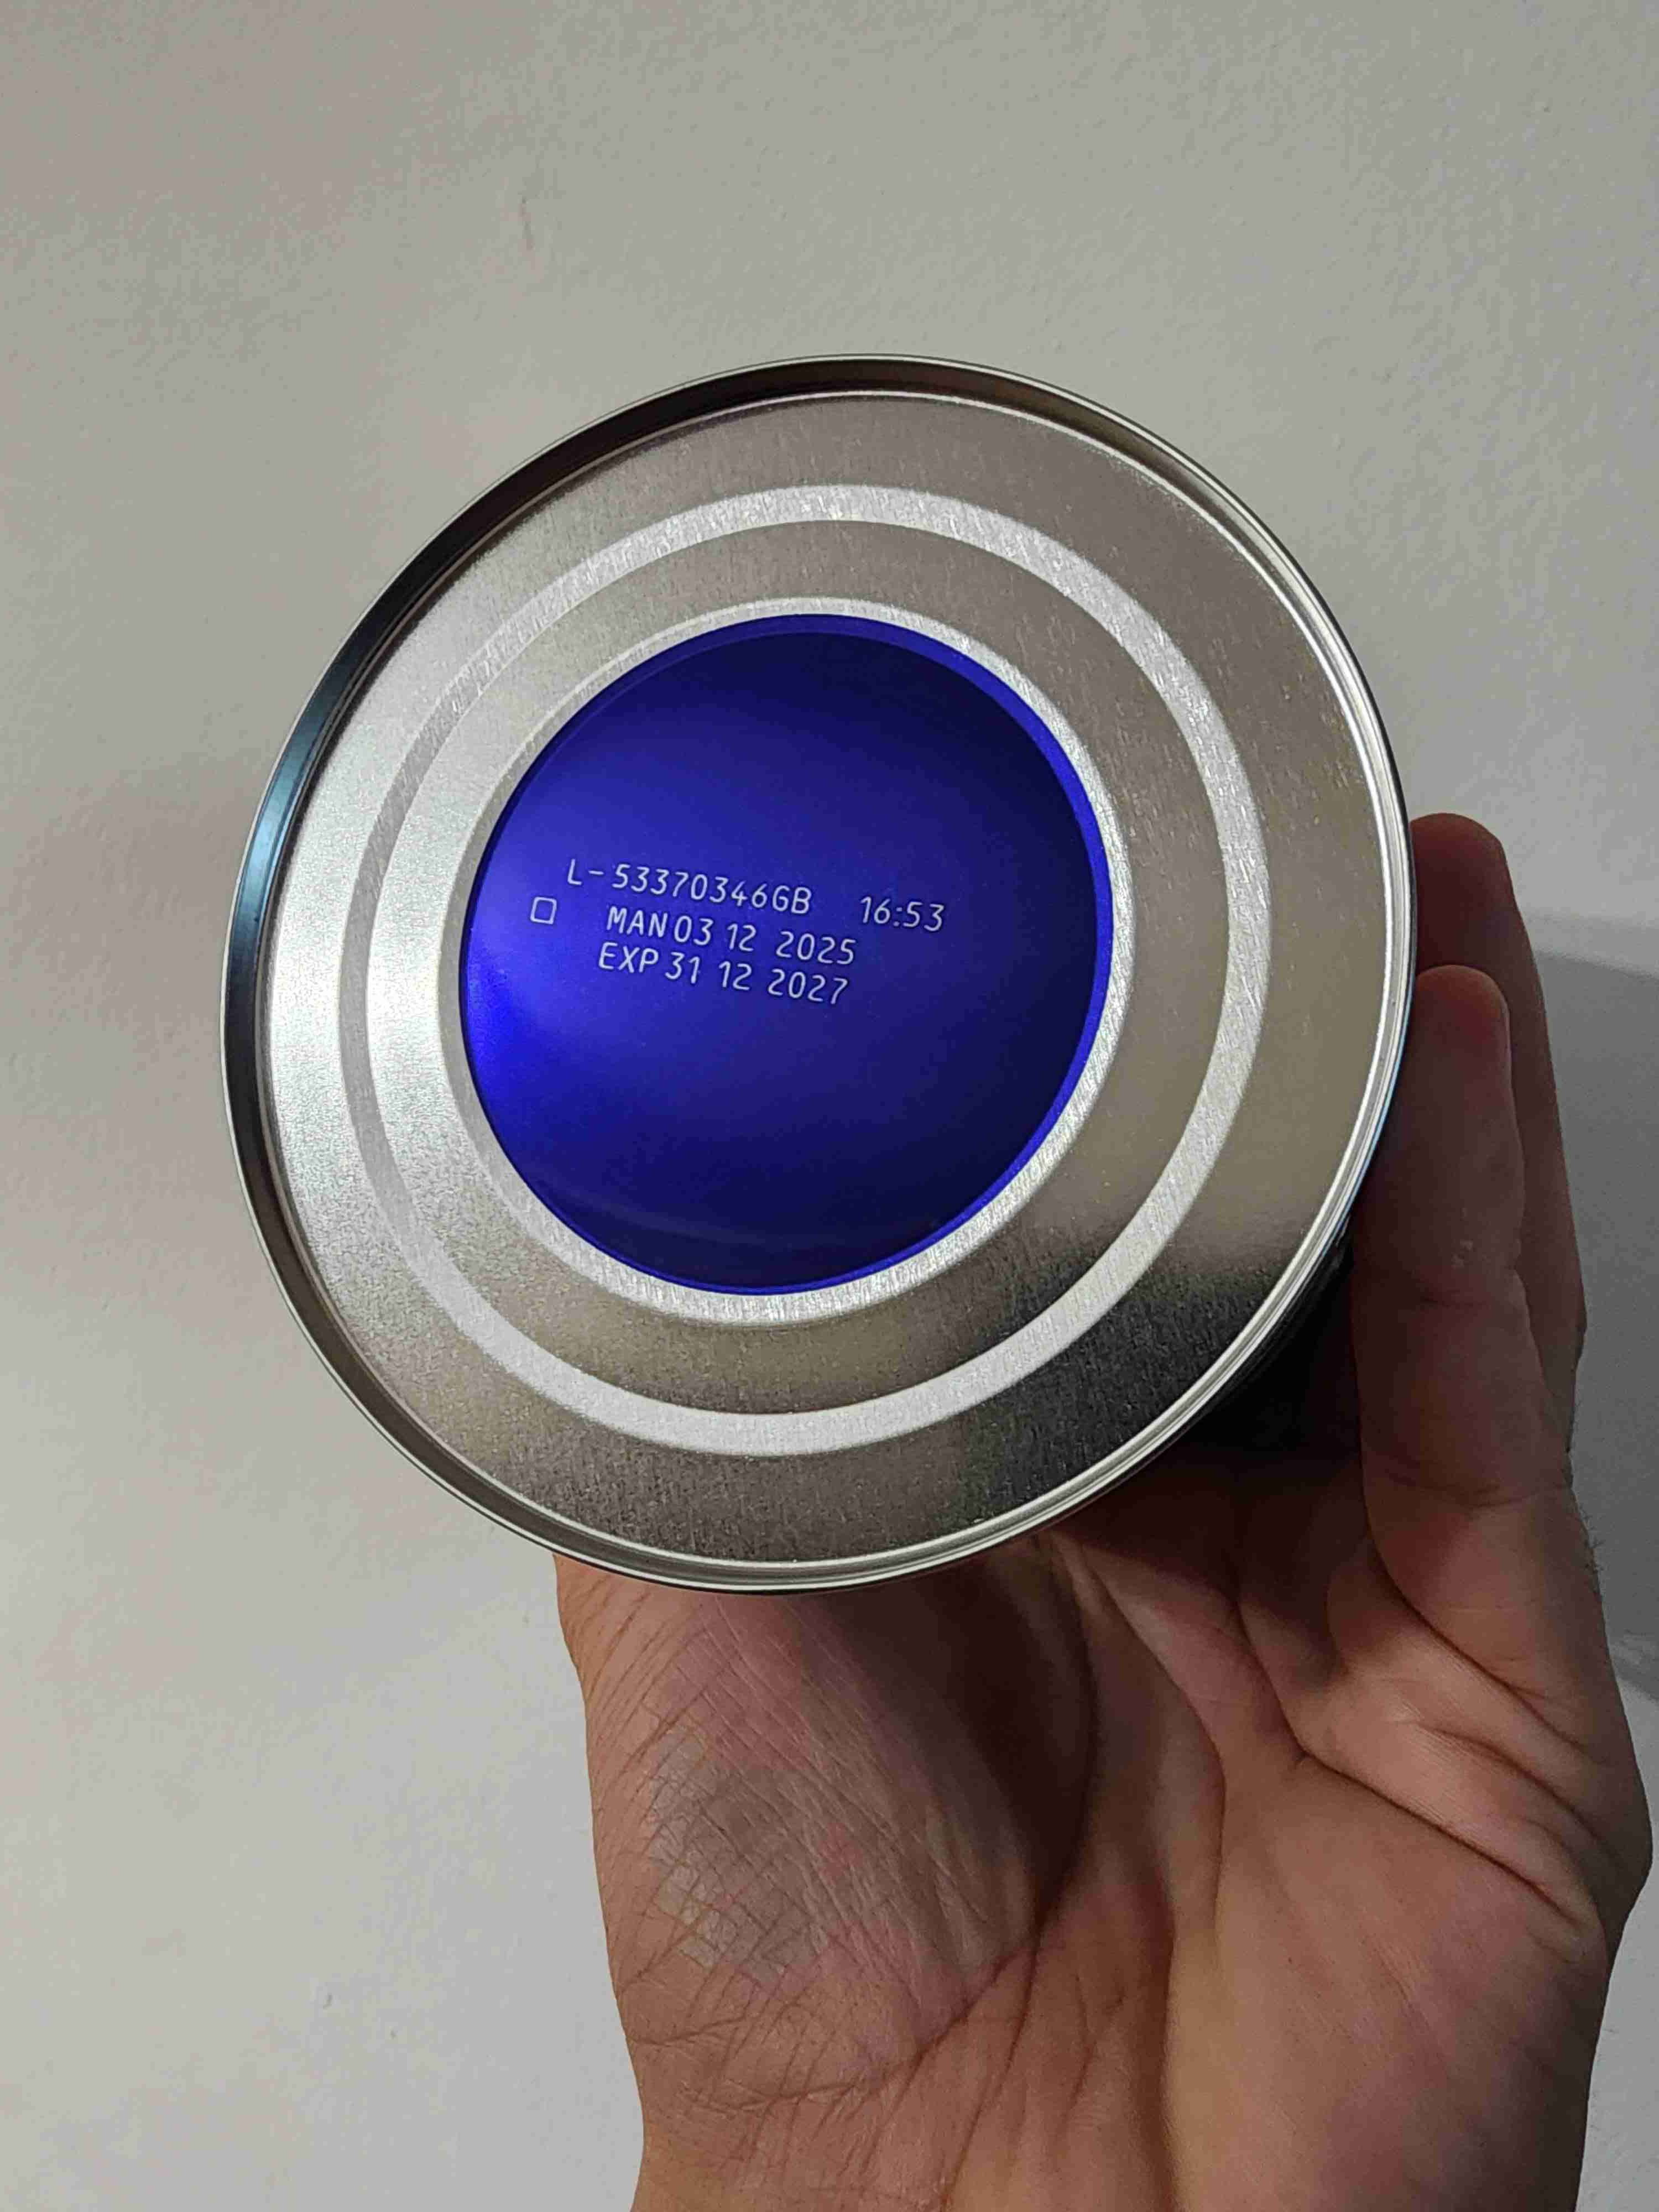 L-53370346GB 16:53
MAN 03 12 2025
EXP 31 12 2027